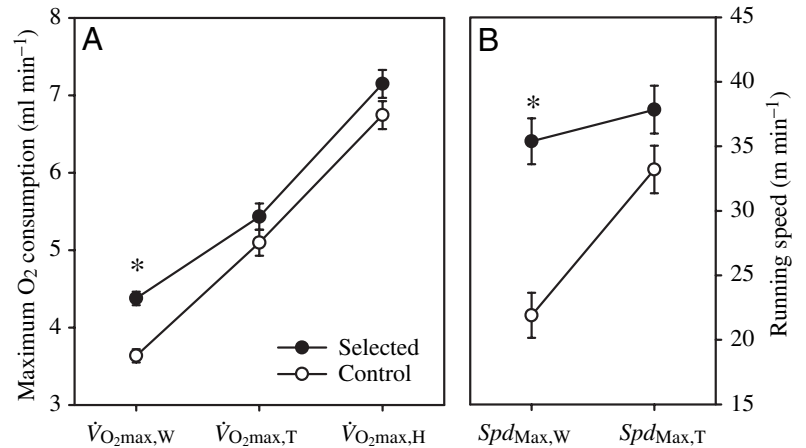 A
Maximum O₂ consumption (ml min⁻¹)
8
7
6
5
4
3
*
Selected
Control
V̇O₂max,W
V̇O₂max,T
V̇O₂max,H
B
*
45
40
35
30
25
20
15
Running speed (m min⁻¹)
SpdMax,W
SpdMax,T